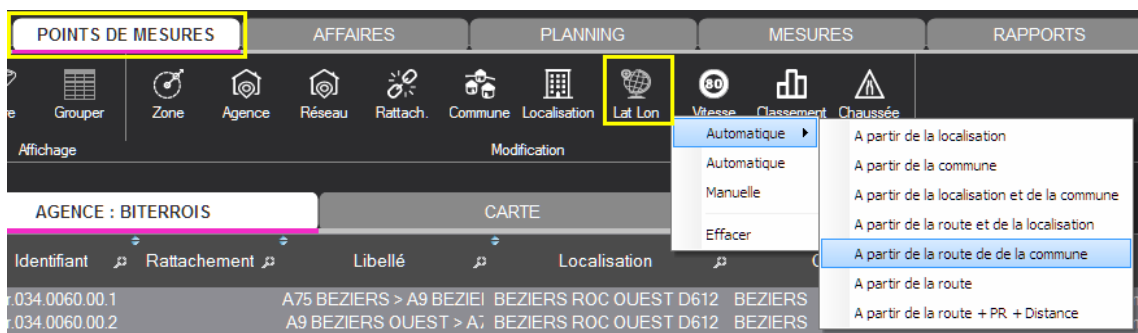 POINTS DE MESURES AFFAIRES PLANNING MESURES RAPPORTS
Grouper Zone Agence Réseau Rattach. Commune Localisation Lat Lon Vitesse Classement Chaussée
80
Affichage Modification
Automatique
Automatique
Manuelle
Effacer
A partir de la localisation
A partir de la commune
A partir de la localisation et de la commune
A partir de la route et de la localisation
A partir de la route de de la commune
A partir de la route
A partir de la route + PR + Distance
AGENCE : BITERROIS CARTE
Identifiant Rattachement Libellé Localisation
r.034.0060.00.1 A75 BEZIERS > A9 BEZIEI BEZIERS ROC OUEST D612 BEZIERS
r.034.0060.00.2 A9 BEZIERS OUEST > A7 BEZIERS ROC OUEST D612 BEZIERS